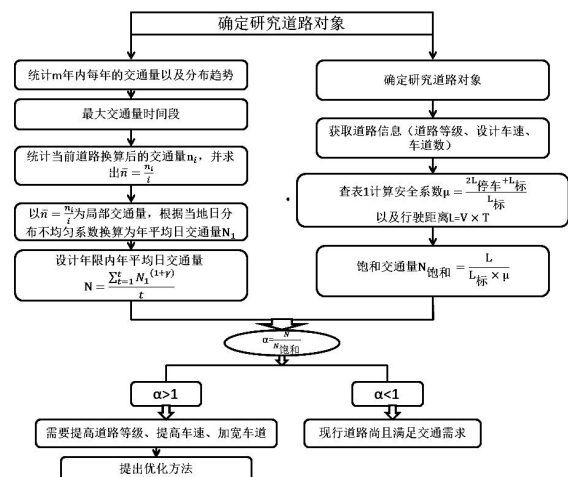 确定研究道路对象
统计m年内每年的交通量以及分布趋势
最大交通量时间段
统计当前道路换算后的交通量nᵢ，并求
出n̄=nᵢ/i
以n̄=nᵢ/i为局部交通量，根据当地日分
布不均匀系数换算为年平均日交通量N₁
设计年限内年平均日交通量
N=∑ᵗₜ₌₁ N₁⁽¹⁺ᵞ⁾/t
确定研究道路对象
获取道路信息（道路等级、设计车速、
车道数）
查表1计算安全系数μ=2L停车+L标/L标
以及行驶距离L=V×T
饱和交通量N饱和=L/L标×μ
α=N/N饱和
α>1
α<1
需要提高道路等级、提高车速、加宽车道
现行道路尚且满足交通需求
提出优化方法